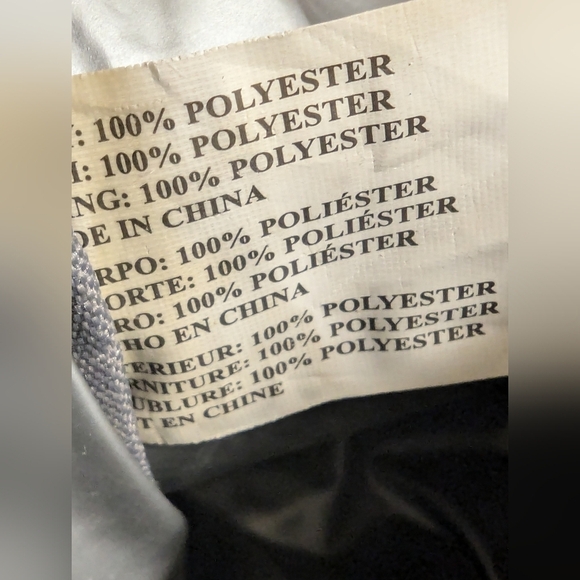 : 100% POLYESTER
: 100% POLYESTER
NG: 100% POLYESTER
DE IN CHINA
RPO: 100% POLIÉSTER
ORTE: 100% POLIÉSTER
RO: 100% POLIÉSTER
HO EN CHINA
TERIEUR: 100% POLYESTER
RNITURE: 100% POLYESTER
UBLURE: 100% POLYESTER
T EN CHINE